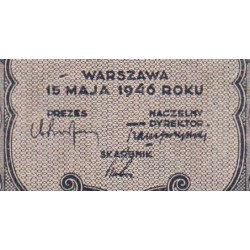 WARSZAWA
15 MAJA 1946 ROKU
PREZES NACZELNY
DYREKTOR
SKARBNIK